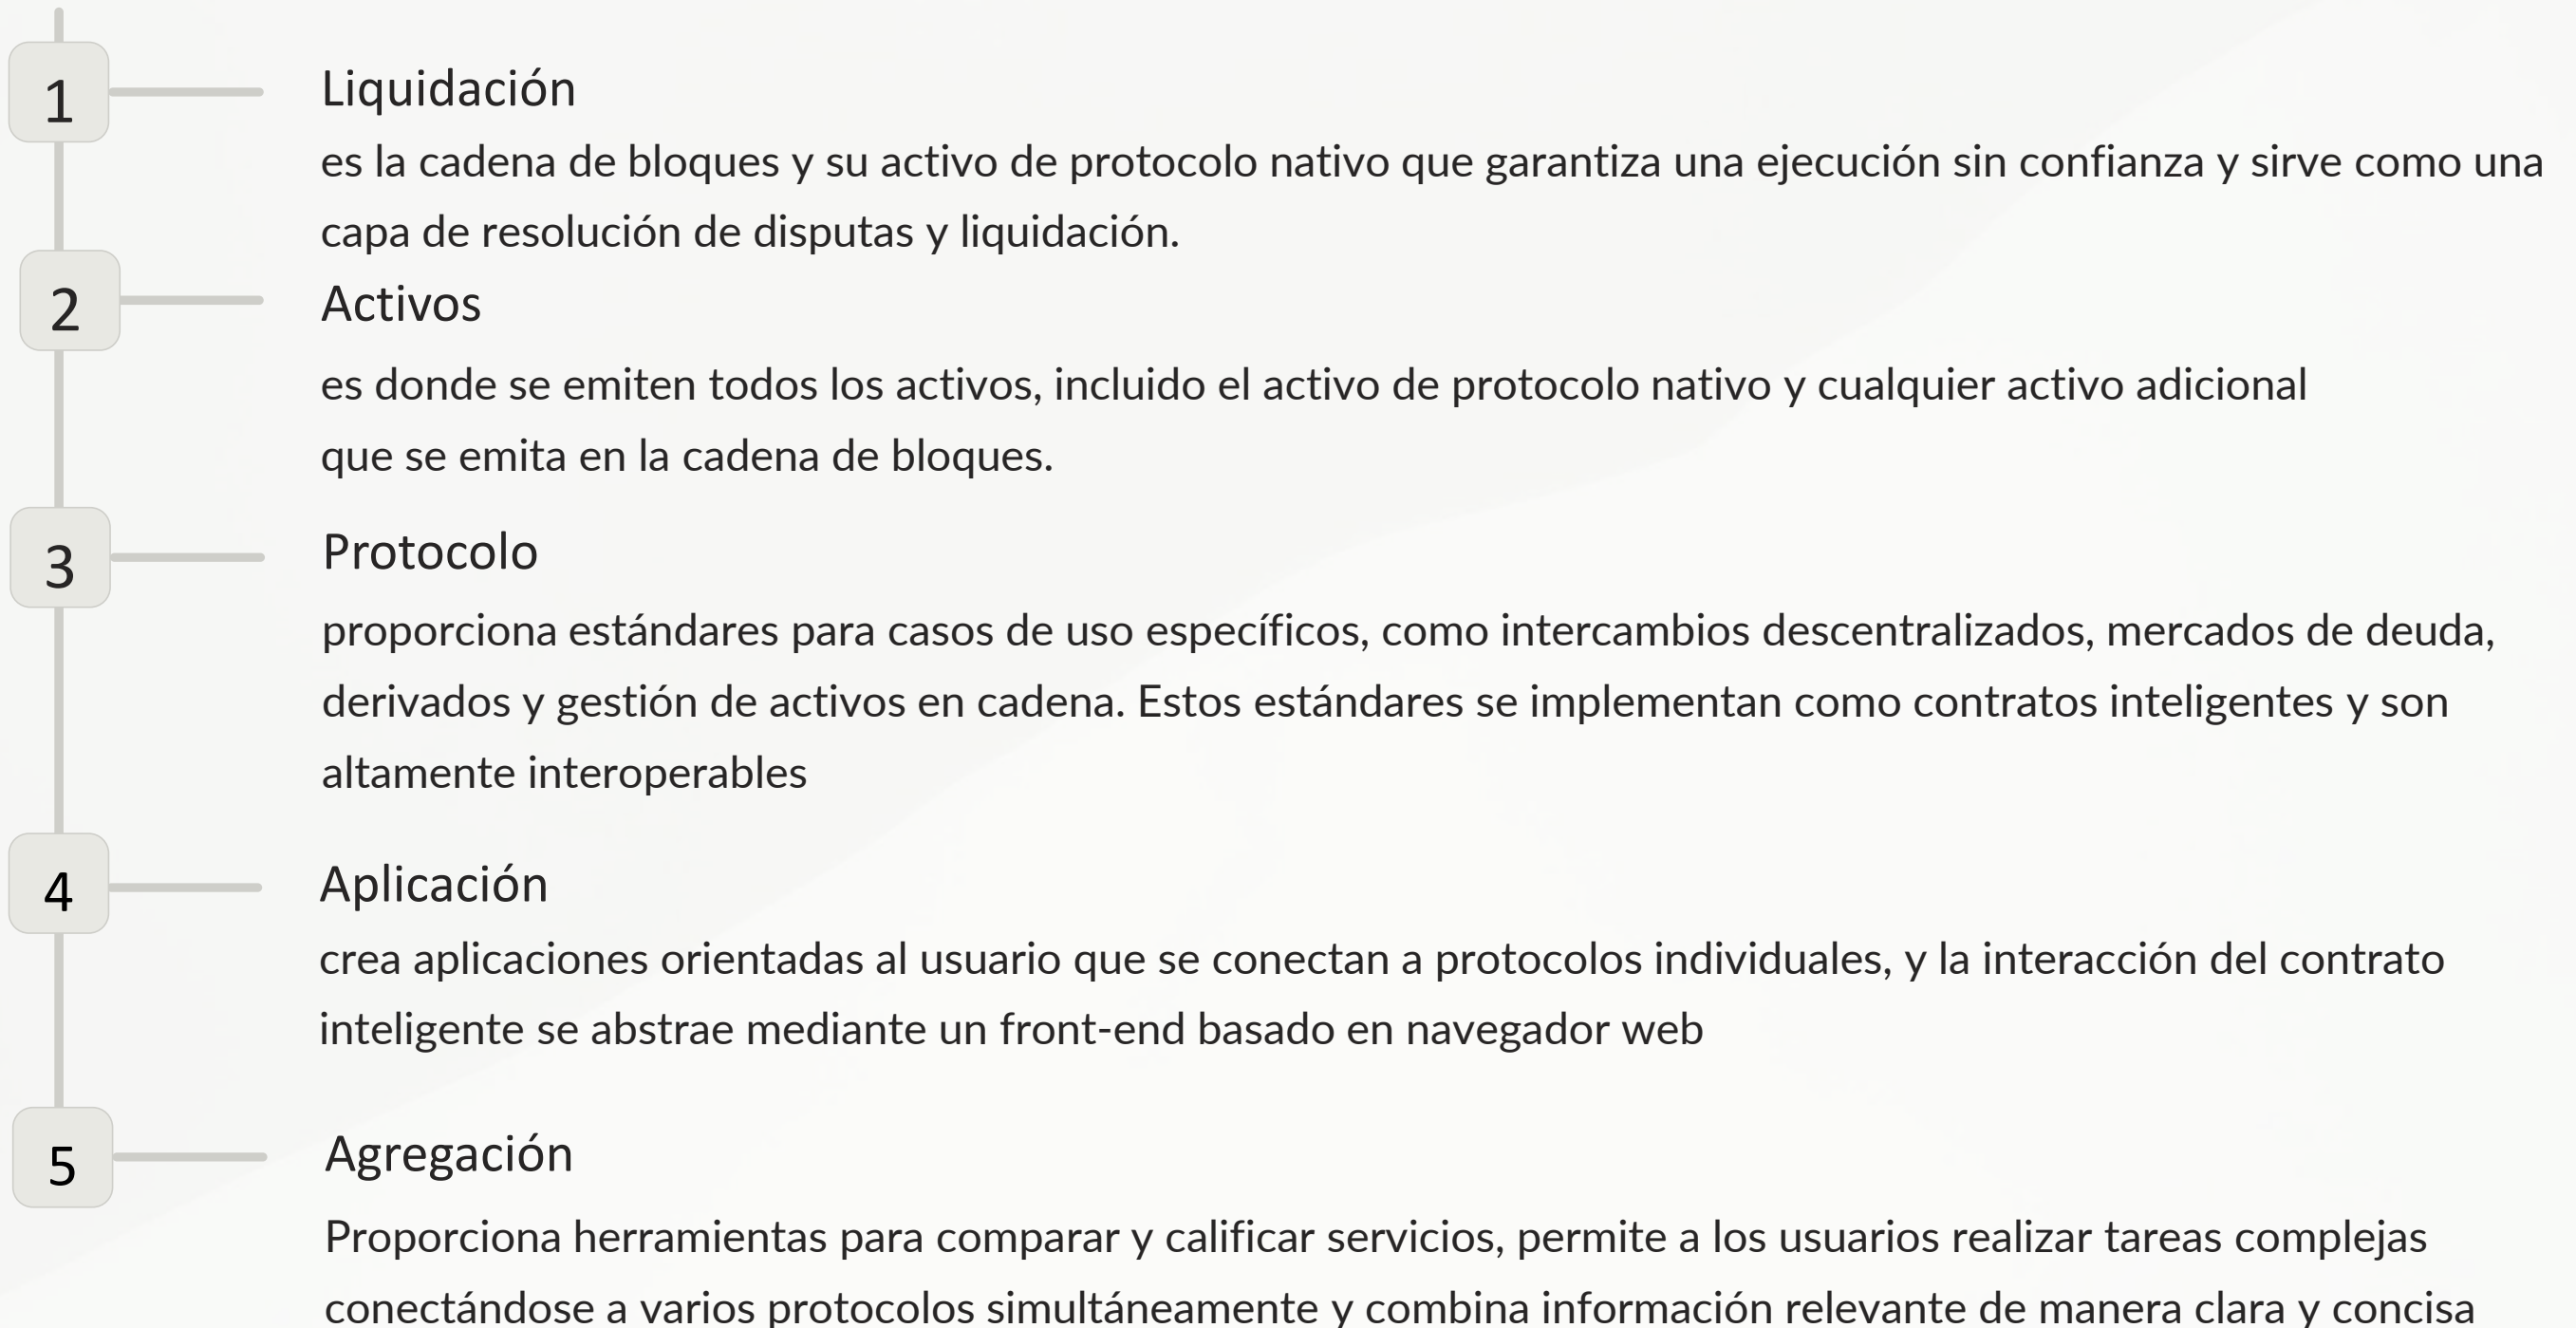 1
Liquidación
es la cadena de bloques y su activo de protocolo nativo que garantiza una ejecución sin confianza y sirve como una
capa de resolución de disputas y liquidación.
2
Activos
es donde se emiten todos los activos, incluido el activo de protocolo nativo y cualquier activo adicional
que se emita en la cadena de bloques.
3
Protocolo
proporciona estándares para casos de uso específicos, como intercambios descentralizados, mercados de deuda,
derivados y gestión de activos en cadena. Estos estándares se implementan como contratos inteligentes y son
altamente interoperables
4
Aplicación
crea aplicaciones orientadas al usuario que se conectan a protocolos individuales, y la interacción del contrato
inteligente se abstrae mediante un front-end basado en navegador web
5
Agregación
Proporciona herramientas para comparar y calificar servicios, permite a los usuarios realizar tareas complejas
conectándose a varios protocolos simultáneamente y combina información relevante de manera clara y concisa